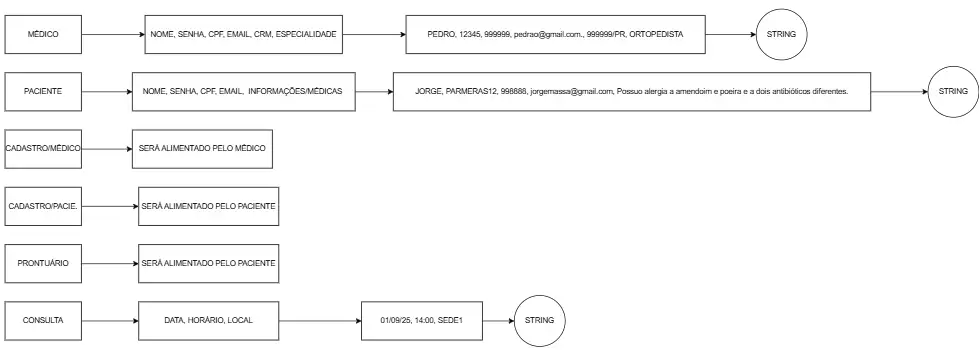 MÉDICO
NOME, SENHA, CPF, EMAIL, CRM, ESPECIALIDADE
PEDRO, 12345, 999999, pedrao@gmail.com., 999999/PR, ORTOPEDISTA
STRING
PACIENTE
NOME, SENHA, CPF, EMAIL, INFORMAÇÕES/MÉDICAS
JORGE, PARMERAS12, 998888, jorgemassa@gmail.com, Possuo alergia a amendoim e poeira e a dois antibióticos diferentes.
STRING
CADASTRO/MÉDICO
SERÁ ALIMENTADO PELO MÉDICO
CADASTRO/PACIE.
SERÁ ALIMENTADO PELO PACIENTE
PRONTUÁRIO
SERÁ ALIMENTADO PELO PACIENTE
CONSULTA
DATA, HORÁRIO, LOCAL
01/09/25, 14:00, SEDE1
STRING